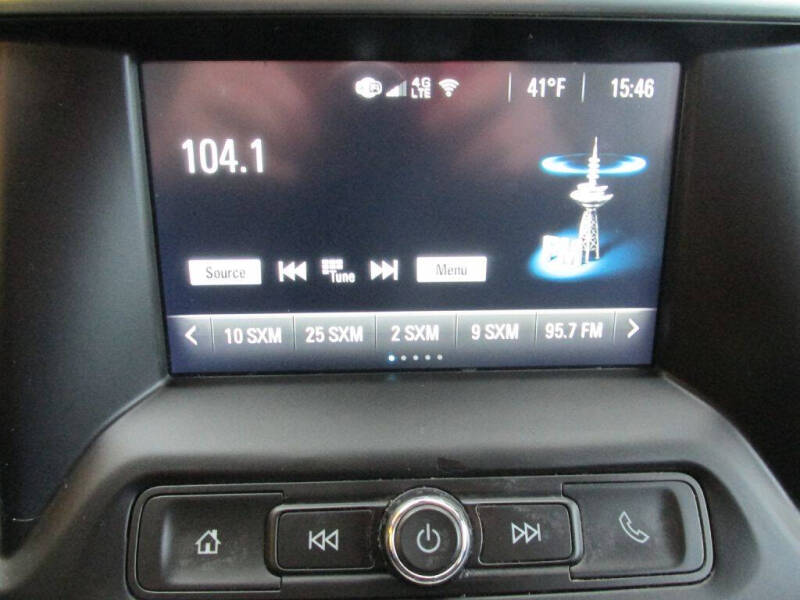 4G LTE 41°F 15:46
104.1
FM
Source Tune Menu
< 10 SXM 25 SXM 2 SXM 9 SXM 95.7 FM >